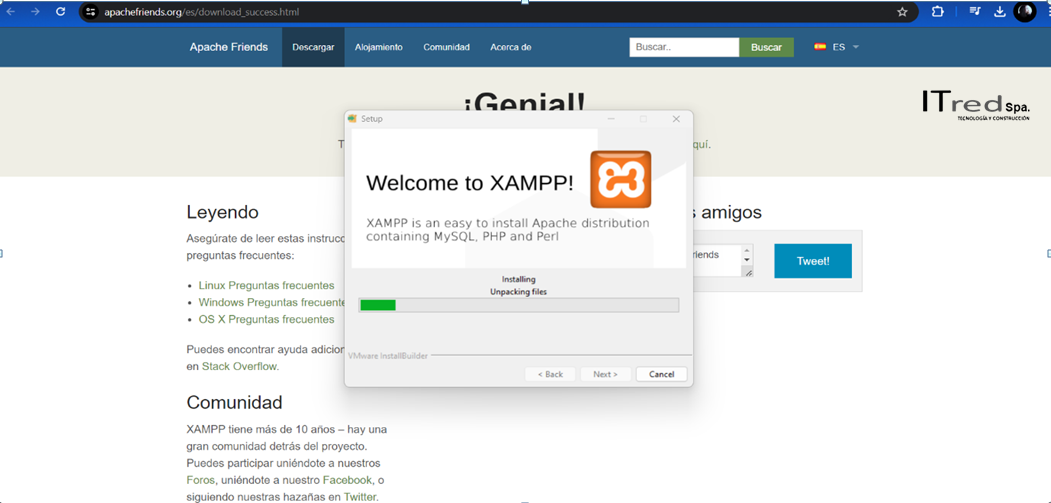 apachefriends.org/es/download_success.html
Apache Friends
Descargar
Alojamiento
Comunidad
Acerca de
Buscar..
Buscar
ES
¡Genial!
ITred Spa.
TECNOLOGÍA Y CONSTRUCCIÓN
T
quí.
Setup
Welcome to XAMPP!
XAMPP is an easy to install Apache distribution
containing MySQL, PHP and Perl
Installing
Unpacking files
VMware InstallBuilder
< Back
Next >
Cancel
Leyendo
Asegúrate de leer estas instrucc
preguntas frecuentes:
• Linux Preguntas frecuentes
• Windows Preguntas frecuente
• OS X Preguntas frecuentes
Puedes encontrar ayuda adicion
en Stack Overflow.
s amigos
riends
Tweet!
Comunidad
XAMPP tiene más de 10 años – hay una
gran comunidad detrás del proyecto.
Puedes participar uniéndote a nuestros
Foros, uniéndote a nuestro Facebook, o
siguiendo nuestras hazañas en Twitter.